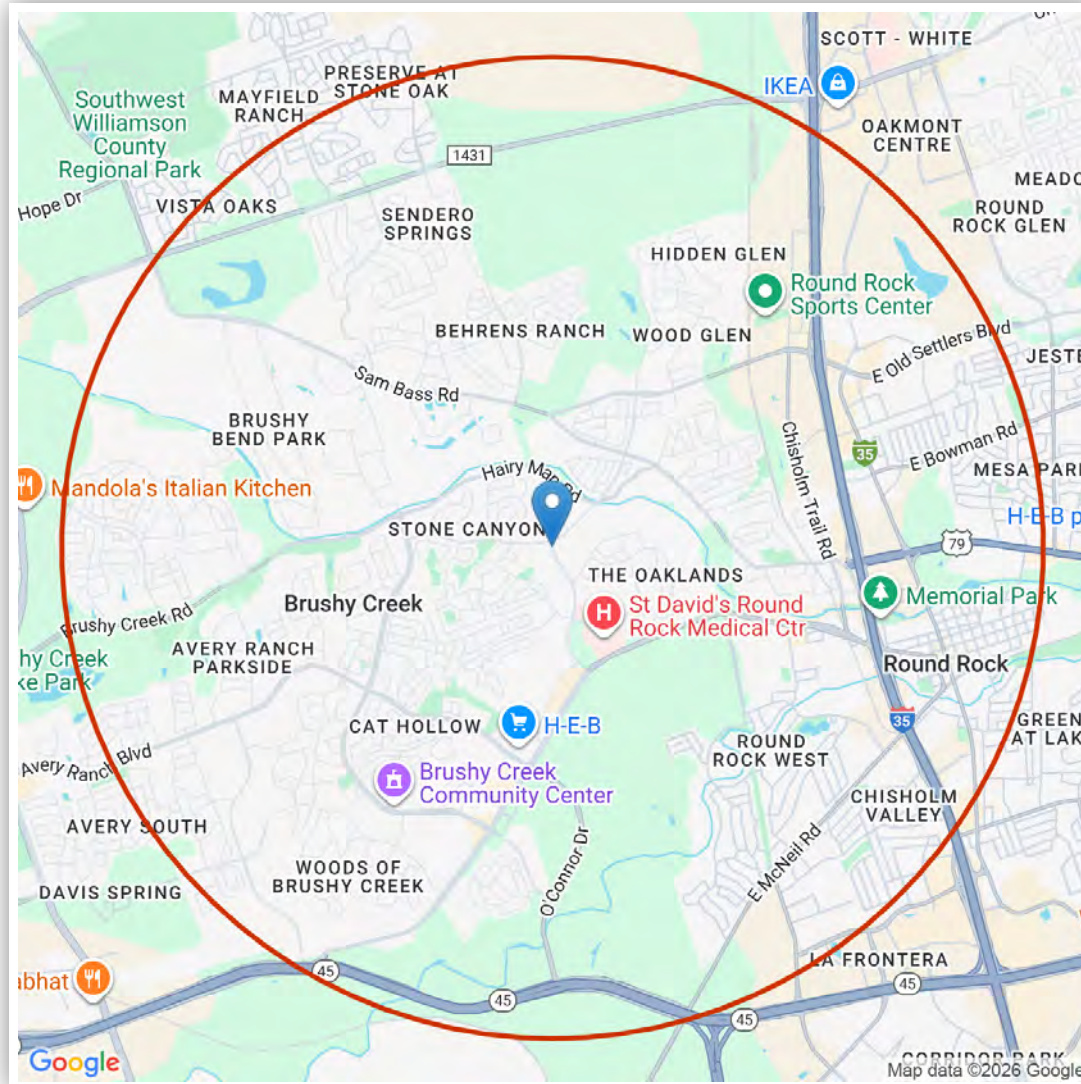 SCOTT - WHITE
PRESERVE AT
STONE OAK
IKEA
MAYFIELD
RANCH
Southwest
Williamson
County
Regional Park
OAKMONT
CENTRE
1431
MEADO
Hope Dr
VISTA OAKS
SENDERO
SPRINGS
ROUND
ROCK GLEN
HIDDEN GLEN
Round Rock
Sports Center
BEHRENS RANCH
WOOD GLEN
E Old Settlers Blvd
JESTE
Sam Bass Rd
BRUSHY
BEND PARK
Chisholm Trail Rd
35
E Bowman Rd
Hairy Man Rd
MESA PAR
Mandola's Italian Kitchen
H-E-B p
STONE CANYON
79
THE OAKLANDS
Brushy Creek
St David's Round
Rock Medical Ctr
Memorial Park
Brushy Creek Rd
AVERY RANCH
PARKSIDE
hy Creek
ke Park
Round Rock
CAT HOLLOW
H-E-B
35
GREEN
AT LAK
Avery Ranch Blvd
ROUND
ROCK WEST
Brushy Creek
Community Center
CHISHOLM
VALLEY
AVERY SOUTH
E McNeil Rd
O'Connor Dr
WOODS OF
BRUSHY CREEK
DAVIS SPRING
LA FRONTERA
abhat
45
45
45
45
CORRIDOR PARK
Google
Map data ©2026 Google